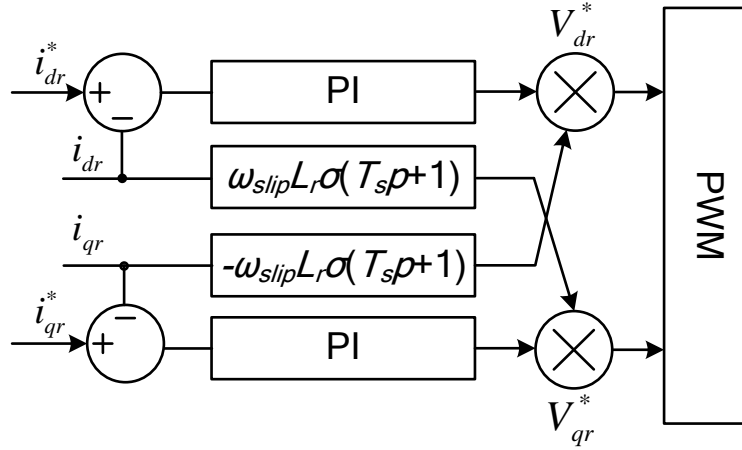 V*dr
i*dr
+
PI
−
idr
ωslipLrσ(Tsp+1)
PWM
iqr
-ωslipLrσ(Tsp+1)
−
i*qr
+
PI
V*qr